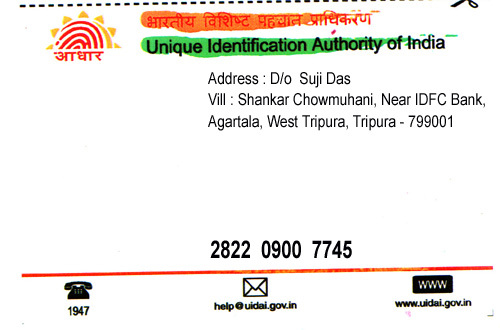 भारतीय विशिष्ट पहचान प्राधिकरण
Unique Identification Authority of India
आधार
Address : D/o Suji Das
Vill : Shankar Chowmuhani, Near IDFC Bank,
Agartala, West Tripura, Tripura - 799001
2822 0900 7745
1947
help@uidai.gov.in
WWW
www.uidai.gov.in